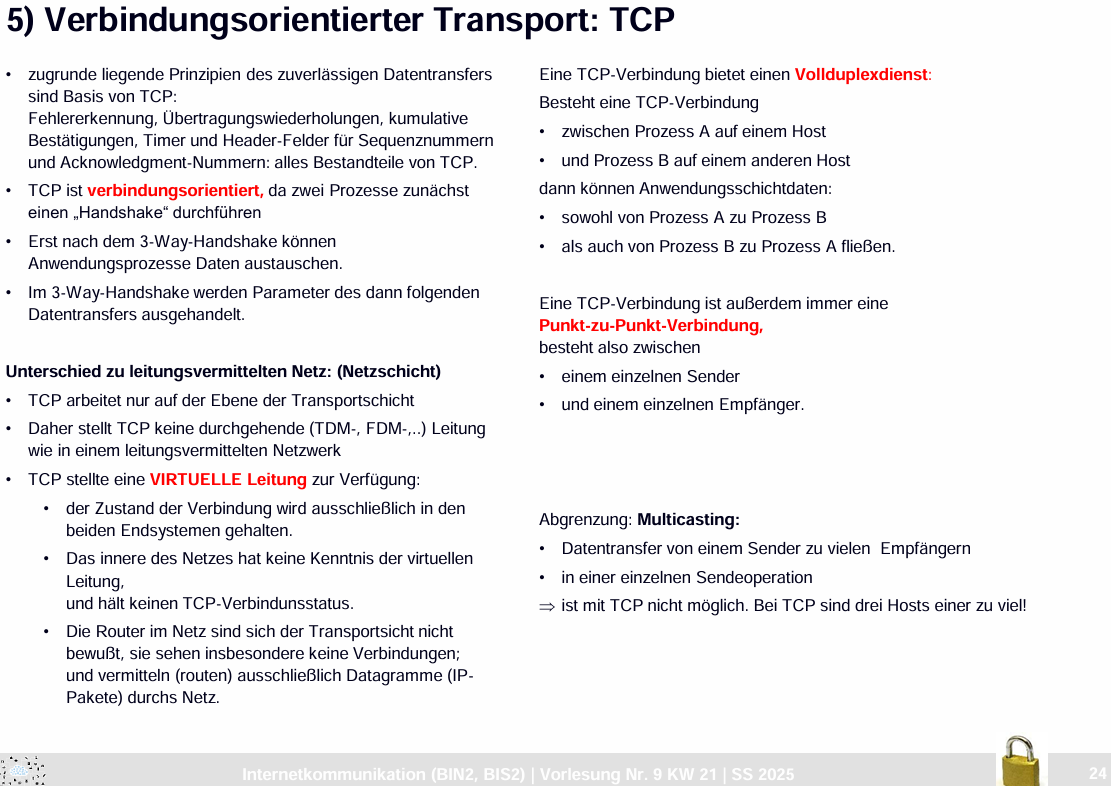 5) Verbindungsorientierter Transport: TCP
• zugrunde liegende Prinzipien des zuverlässigen Datentransfers
sind Basis von TCP:
Fehlererkennung, Übertragungswiederholungen, kumulative
Bestätigungen, Timer und Header-Felder für Sequenznummern
und Acknowledgment-Nummern: alles Bestandteile von TCP.
• TCP ist verbindungsorientiert, da zwei Prozesse zunächst
einen „Handshake“ durchführen
• Erst nach dem 3-Way-Handshake können
Anwendungsprozesse Daten austauschen.
• Im 3-Way-Handshake werden Parameter des dann folgenden
Datentransfers ausgehandelt.
Unterschied zu leitungsvermittelten Netz: (Netzschicht)
• TCP arbeitet nur auf der Ebene der Transportschicht
• Daher stellt TCP keine durchgehende (TDM-, FDM-,..) Leitung
wie in einem leitungsvermittelten Netzwerk
• TCP stellte eine VIRTUELLE Leitung zur Verfügung:
• der Zustand der Verbindung wird ausschließlich in den
beiden Endsystemen gehalten.
• Das innere des Netzes hat keine Kenntnis der virtuellen
Leitung,
und hält keinen TCP-Verbindunsstatus.
• Die Router im Netz sind sich der Transportsicht nicht
bewußt, sie sehen insbesondere keine Verbindungen;
und vermitteln (routen) ausschließlich Datagramme (IP-
Pakete) durchs Netz.
Eine TCP-Verbindung bietet einen Vollduplexdienst:
Besteht eine TCP-Verbindung
• zwischen Prozess A auf einem Host
• und Prozess B auf einem anderen Host
dann können Anwendungsschichtdaten:
• sowohl von Prozess A zu Prozess B
• als auch von Prozess B zu Prozess A fließen.
Eine TCP-Verbindung ist außerdem immer eine
Punkt-zu-Punkt-Verbindung,
besteht also zwischen
• einem einzelnen Sender
• und einem einzelnen Empfänger.
Abgrenzung: Multicasting:
• Datentransfer von einem Sender zu vielen Empfängern
• in einer einzelnen Sendeoperation
⇒ ist mit TCP nicht möglich. Bei TCP sind drei Hosts einer zu viel!
Internetkommunikation (BIN2, BIS2) | Vorlesung Nr. 9 KW 21 | SS 2025
24